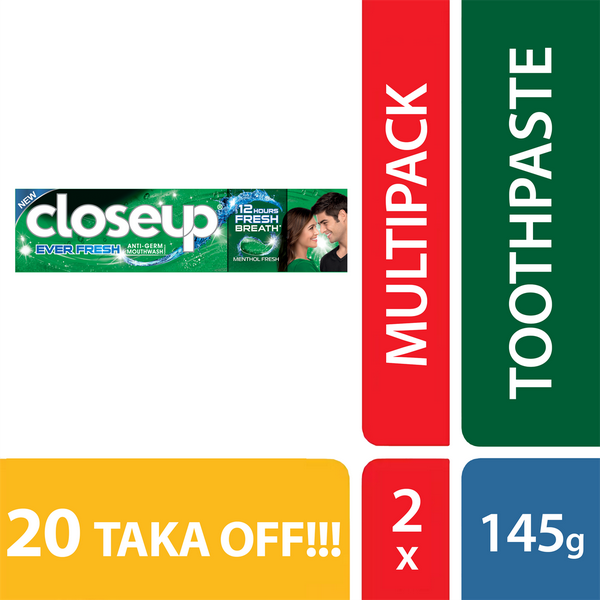 NEW
closeup®
EVER FRESH
ANTI-GERM
MOUTHWASH
12 HOURS
FRESH
BREATH
MENTHOL FRESH
MULTIPACK
TOOTHPASTE
20 TAKA OFF!!!
2
x
145g